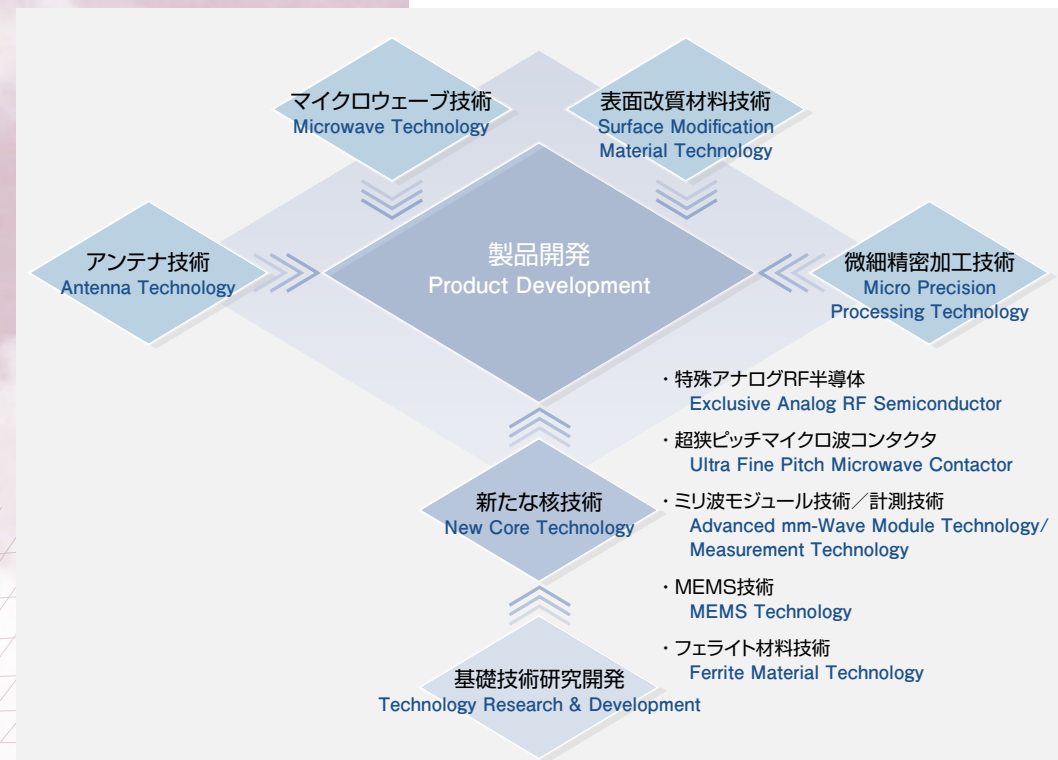 マイクロウェーブ技術
Microwave Technology
表面改質材料技術
Surface Modification
Material Technology
アンテナ技術
Antenna Technology
製品開発
Product Development
微細精密加工技術
Micro Precision
Processing Technology
・特殊アナログRF半導体
Exclusive Analog RF Semiconductor
・超狭ピッチマイクロ波コンタクタ
Ultra Fine Pitch Microwave Contactor
新たな核技術
New Core Technology
・ミリ波モジュール技術／計測技術
Advanced mm-Wave Module Technology/
Measurement Technology
・MEMS技術
MEMS Technology
・フェライト材料技術
Ferrite Material Technology
基礎技術研究開発
Technology Research & Development